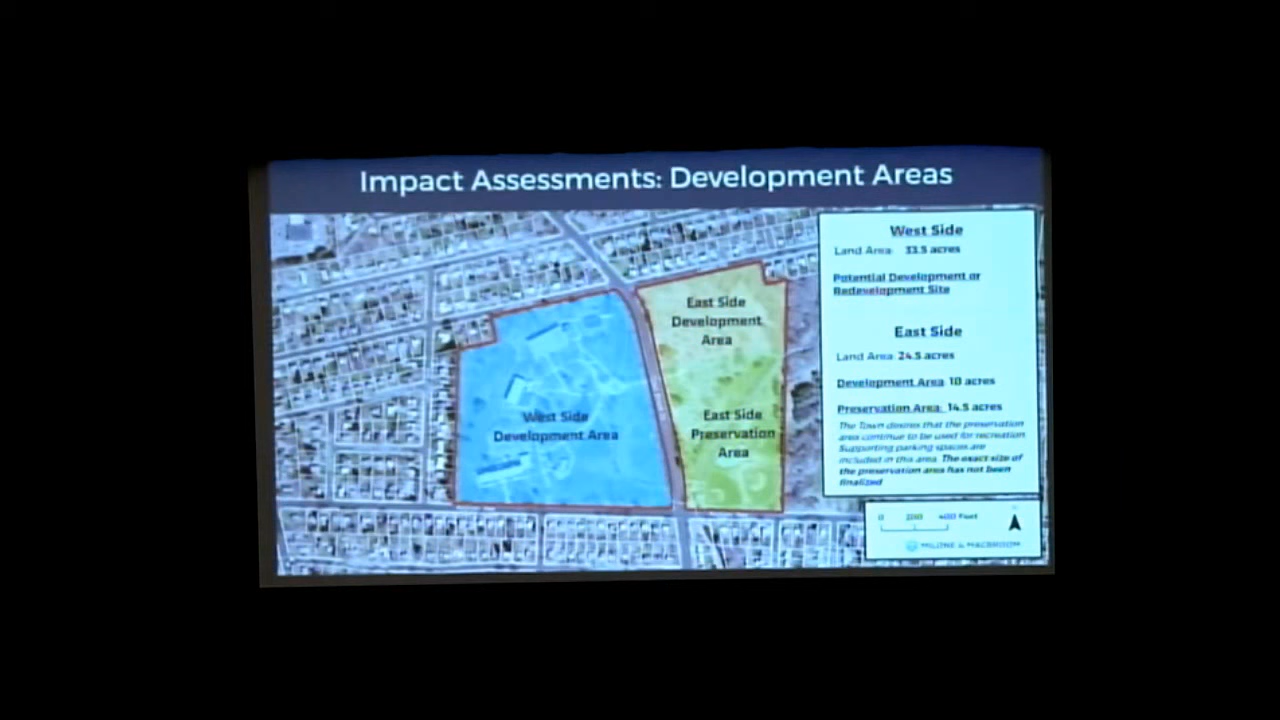 Impact Assessments: Development Areas
West Side
Land Area: 33.5 acres
Potential Development or
Redevelopment Site
East Side
Land Area 24.5 acres
Development Area 10 acres
Preservation Area: 14.5 acres
The Town desires that the preservation
area continue to be used for recreation.
Supporting parking spaces are
included in this area. The exact size of
the preservation area has not been
finalized
East Side
Development
Area
West Side
Development Area
East Side
Preservation
Area
0 200 400 Feet
MILONE & MACBROOM